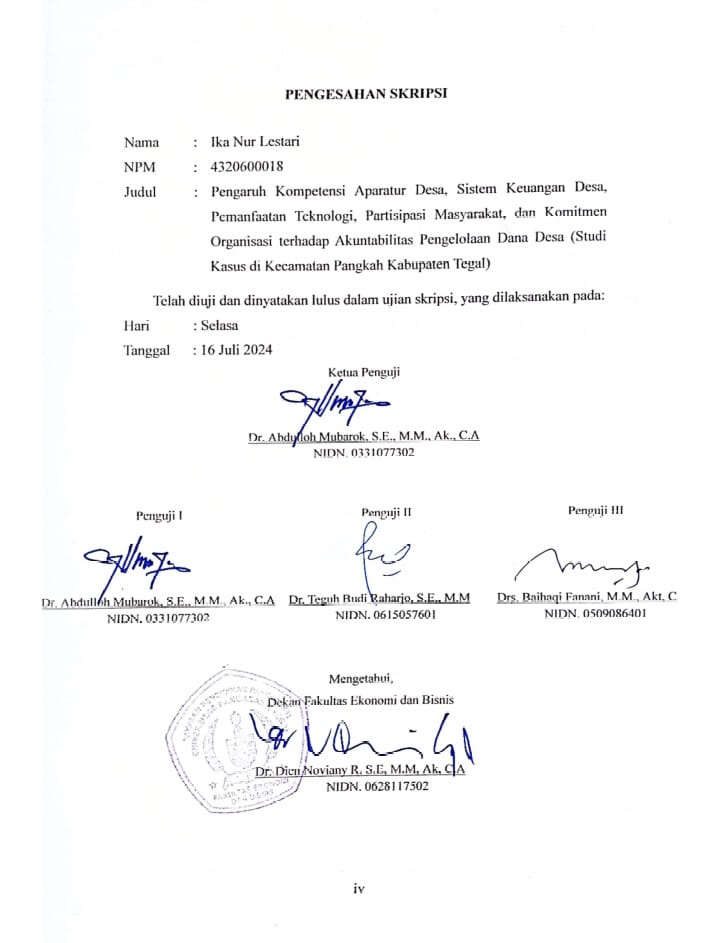 PENGESAHAN SKRIPSI
Nama : Ika Nur Lestari
NPM : 4320600018
Judul : Pengaruh Kompetensi Aparatur Desa, Sistem Keuangan Desa,
Pemanfaatan Teknologi, Partisipasi Masyarakat, dan Komitmen
Organisasi terhadap Akuntabilitas Pengelolaan Dana Desa (Studi
Kasus di Kecamatan Pangkah Kabupaten Tegal)
Telah diuji dan dinyatakan lulus dalam ujian skripsi, yang dilaksanakan pada:
Hari : Selasa
Tanggal : 16 Juli 2024
Ketua Penguji
Dr. Abdulloh Mubarok, S.E., M.M., Ak., C.A
NIDN. 0331077302
Penguji I Penguji II Penguji III
Dr. Abdulloh Mubarok, S.E., M.M., Ak., C.A Dr. Teguh Budi Raharjo, S.E., M.M Drs. Baihaqi Fanani, M.M., Akt, C
NIDN. 0331077302 NIDN. 0615057601 NIDN. 0509086401
Mengetahui,
Dekan Fakultas Ekonomi dan Bisnis
Dr. Dien Noviany R. S.E, M.M, Ak, C.A
NIDN. 0628117502
iv